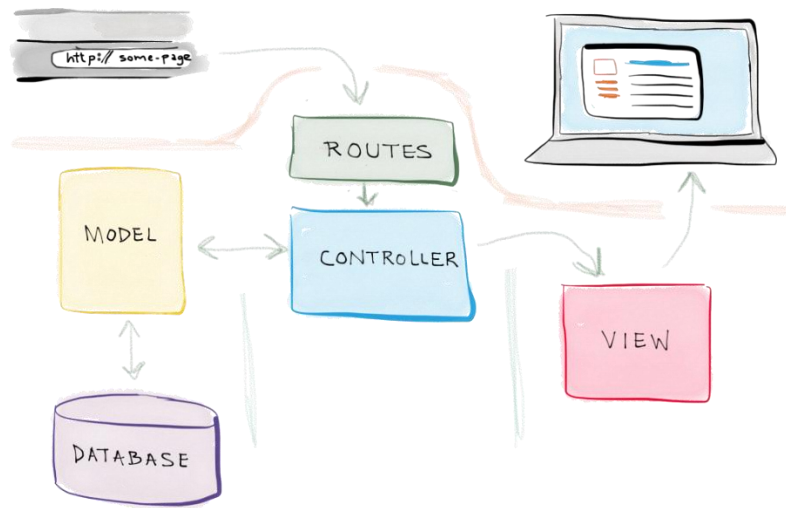 http:// some-page
ROUTES
MODEL
CONTROLLER
VIEW
DATABASE